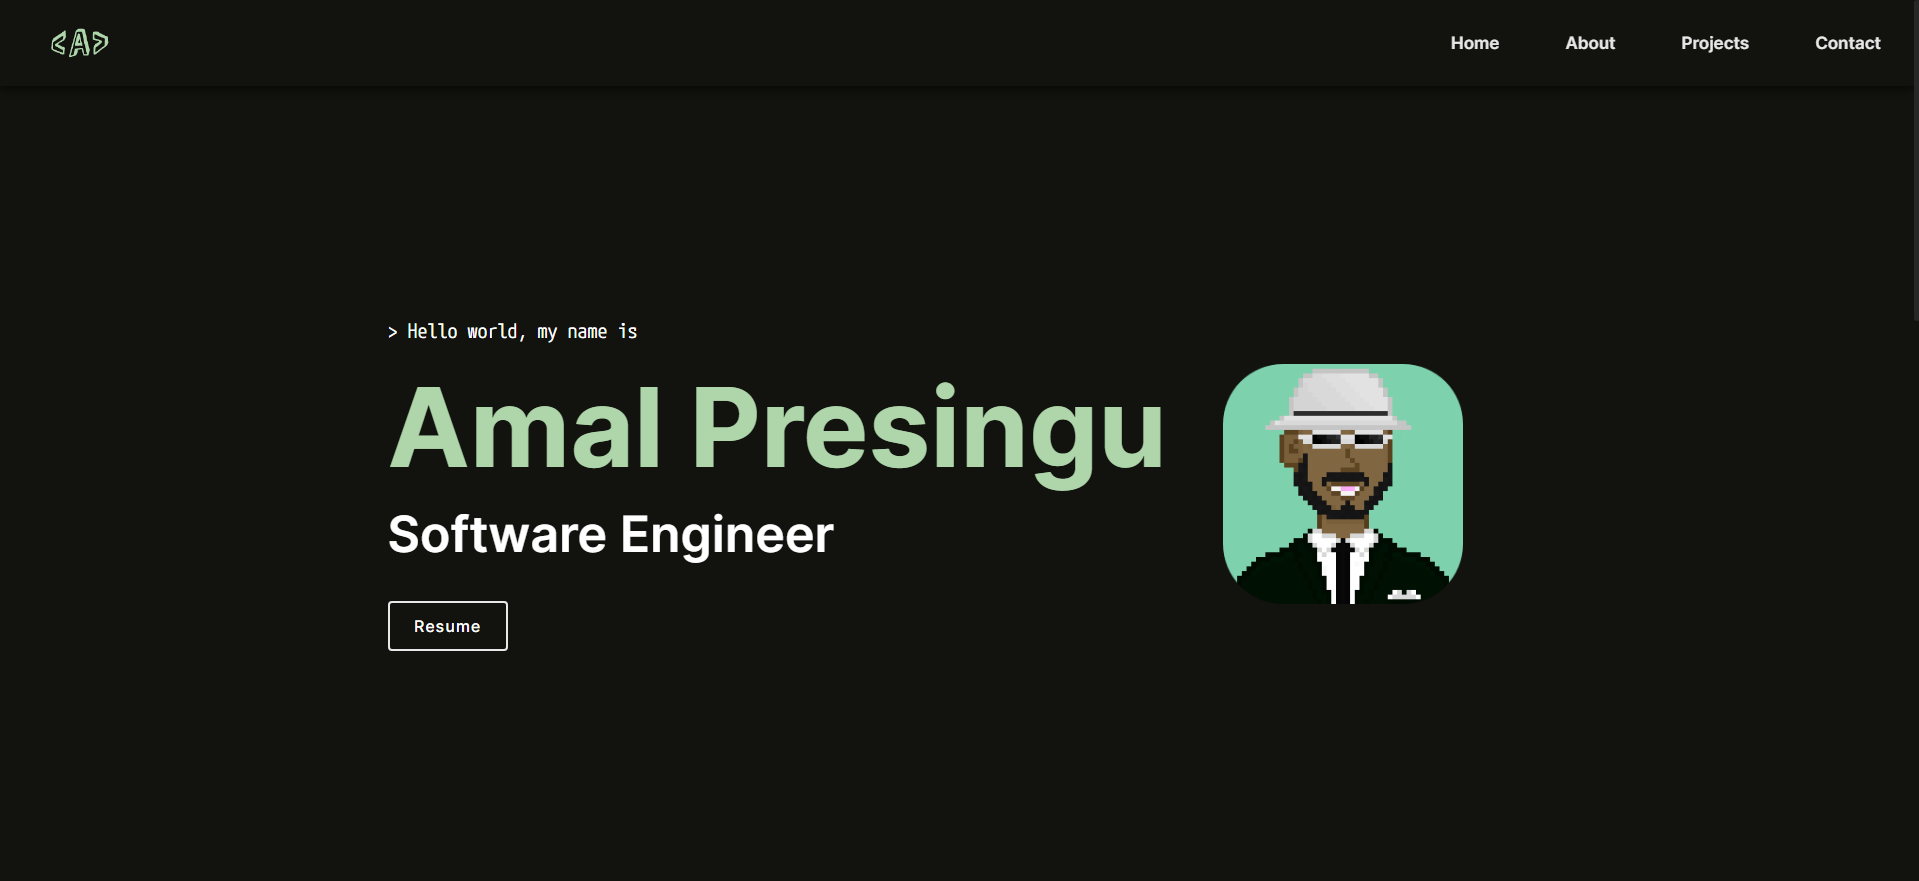 <A>
Home
About
Projects
Contact
> Hello world, my name is
Amal Presingu
Software Engineer
Resume